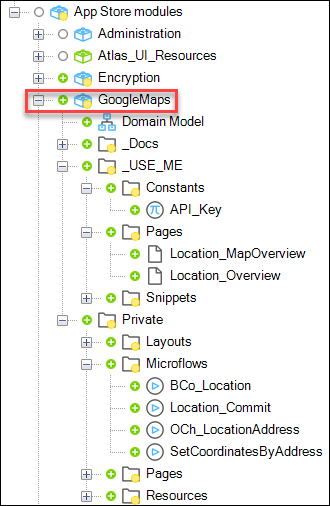 App Store modules
Administration
Atlas_UI_Resources
Encryption
GoogleMaps
Domain Model
_Docs
_USE_ME
Constants
API_Key
Pages
Location_MapOverview
Location_Overview
Snippets
Private
Layouts
Microflows
BCo_Location
Location_Commit
OCh_LocationAddress
SetCoordinatesByAddress
Pages
Resources